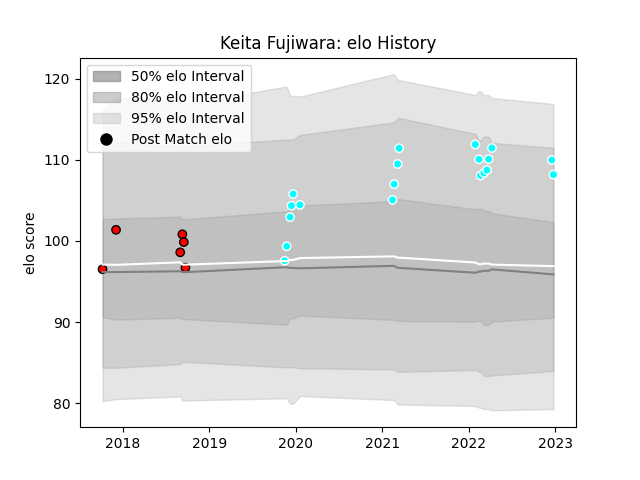 Keita Fujiwara: elo History
50% elo Interval
80% elo Interval
95% elo Interval
Post Match elo
elo score
120
110
100
90
80
2018
2019
2020
2021
2022
2023